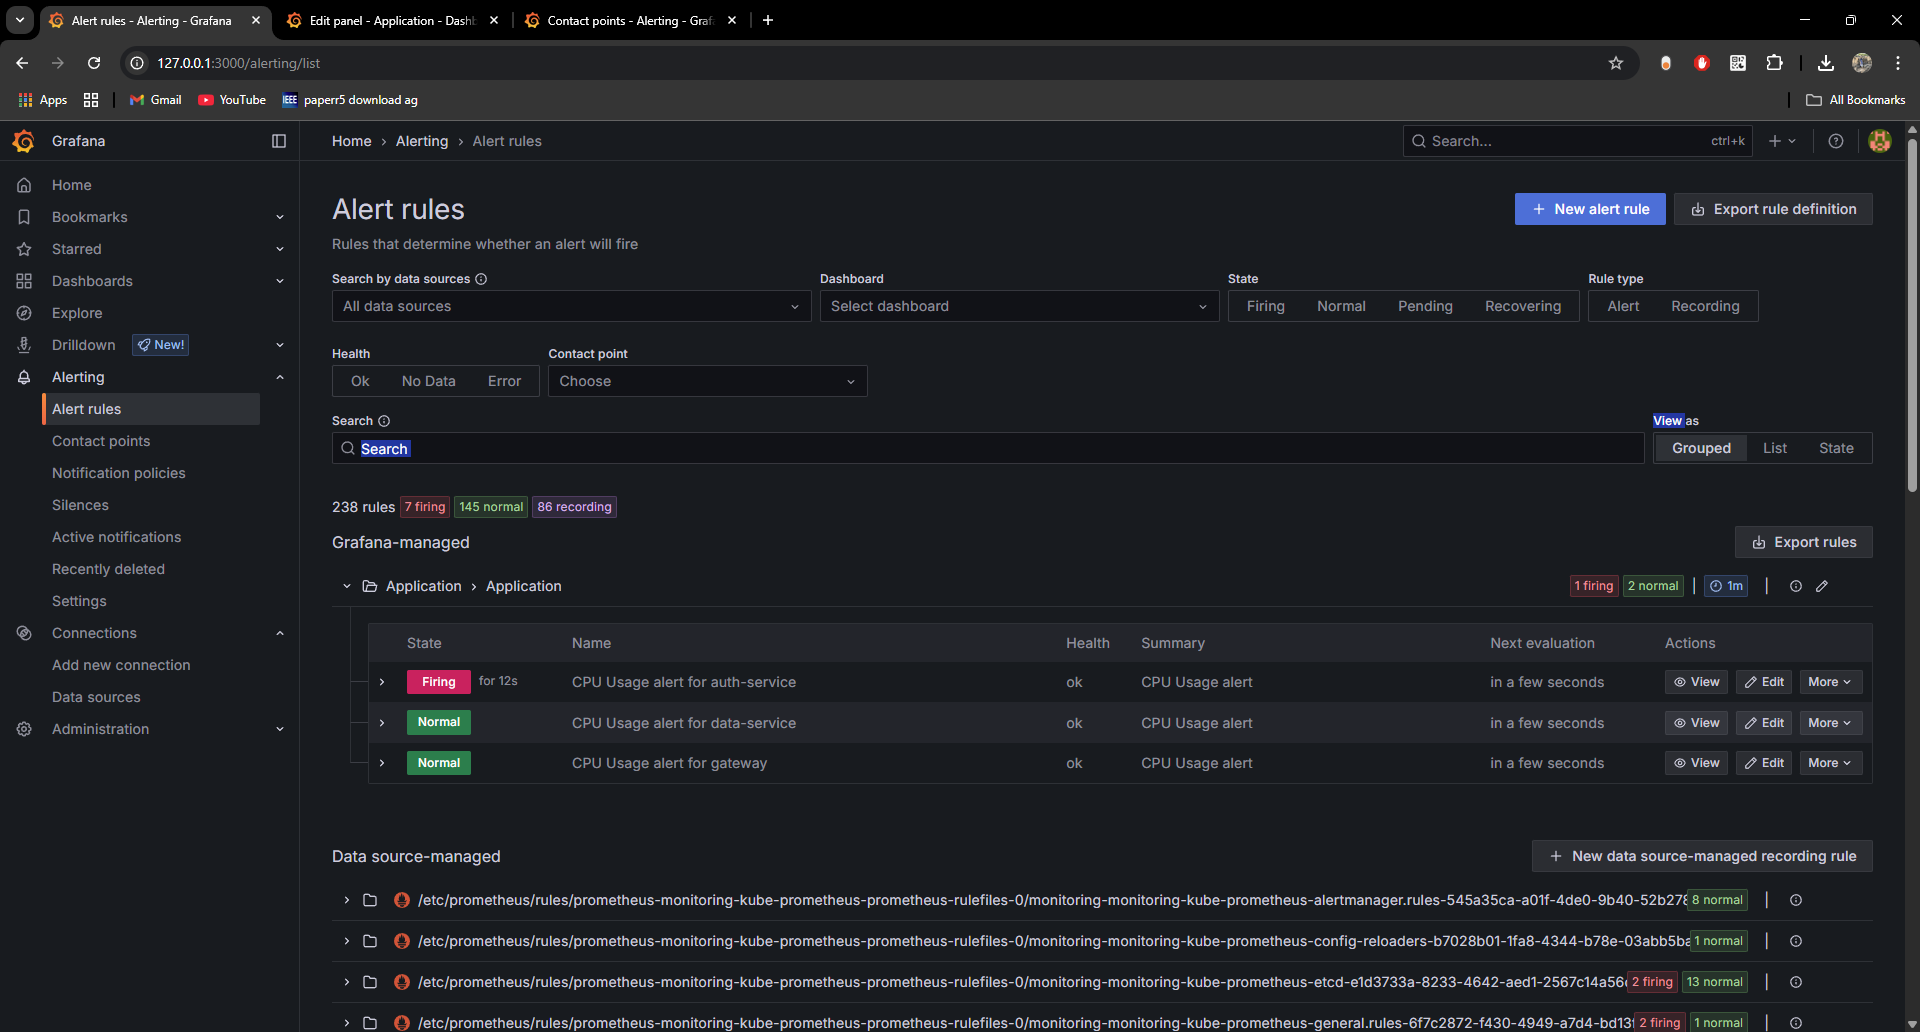 Alert rules - Alerting - Grafana
Edit panel - Application - Dash
Contact points - Alerting - Graf
127.0.0.1:3000/alerting/list
Apps
Gmail
YouTube
IEEE paperr5 download ag
All Bookmarks
Grafana
Home › Alerting › Alert rules
Search... ctrl+k
Home
Bookmarks
Starred
Dashboards
Explore
Drilldown New!
Alerting
Alert rules
Contact points
Notification policies
Silences
Active notifications
Recently deleted
Settings
Connections
Add new connection
Data sources
Administration
Alert rules
Rules that determine whether an alert will fire
+ New alert rule
Export rule definition
Search by data sources
All data sources
Dashboard
Select dashboard
State
Firing Normal Pending Recovering
Rule type
Alert Recording
Health
Ok No Data Error
Contact point
Choose
Search
Search
View as
Grouped List State
238 rules 7 firing 145 normal 86 recording
Grafana-managed
Export rules
Application › Application 1 firing 2 normal 1m
State Name Health Summary Next evaluation Actions
Firing for 12s CPU Usage alert for auth-service ok CPU Usage alert in a few seconds View Edit More
Normal CPU Usage alert for data-service ok CPU Usage alert in a few seconds View Edit More
Normal CPU Usage alert for gateway ok CPU Usage alert in a few seconds View Edit More
Data source-managed
+ New data source-managed recording rule
/etc/prometheus/rules/prometheus-monitoring-kube-prometheus-prometheus-rulefiles-0/monitoring-monitoring-kube-prometheus-alertmanager.rules-545a35ca-a01f-4de0-9b40-52b278 8 normal
/etc/prometheus/rules/prometheus-monitoring-kube-prometheus-prometheus-rulefiles-0/monitoring-monitoring-kube-prometheus-config-reloaders-b7028b01-1fa8-4344-b78e-03abb5ba 1 normal
/etc/prometheus/rules/prometheus-monitoring-kube-prometheus-prometheus-rulefiles-0/monitoring-monitoring-kube-prometheus-etcd-e1d3733a-8233-4642-aed1-2567c14a56 2 firing 13 normal
/etc/prometheus/rules/prometheus-monitoring-kube-prometheus-prometheus-rulefiles-0/monitoring-monitoring-kube-prometheus-general.rules-6f7c2872-f430-4949-a7d4-bd13 2 firing 1 normal